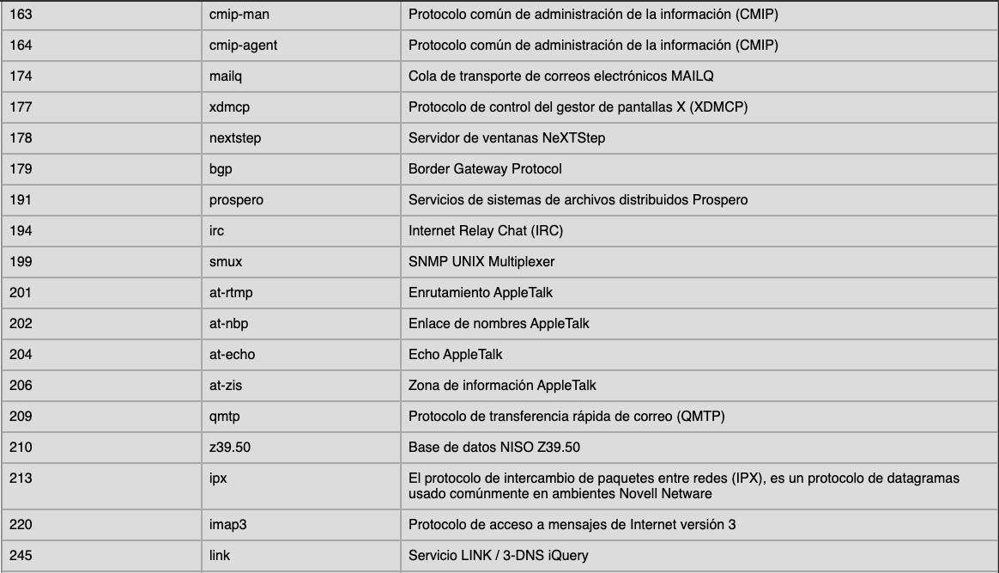 163 cmip-man Protocolo común de administración de la información (CMIP)
164 cmip-agent Protocolo común de administración de la información (CMIP)
174 mailq Cola de transporte de correos electrónicos MAILQ
177 xdmcp Protocolo de control del gestor de pantallas X (XDMCP)
178 nextstep Servidor de ventanas NeXTStep
179 bgp Border Gateway Protocol
191 prospero Servicios de sistemas de archivos distribuidos Prospero
194 irc Internet Relay Chat (IRC)
199 smux SNMP UNIX Multiplexer
201 at-rtmp Enrutamiento AppleTalk
202 at-nbp Enlace de nombres AppleTalk
204 at-echo Echo AppleTalk
206 at-zis Zona de información AppleTalk
209 qmtp Protocolo de transferencia rápida de correo (QMTP)
210 z39.50 Base de datos NISO Z39.50
213 ipx El protocolo de intercambio de paquetes entre redes (IPX), es un protocolo de datagramas
usado comúnmente en ambientes Novell Netware
220 imap3 Protocolo de acceso a mensajes de Internet versión 3
245 link Servicio LINK / 3-DNS iQuery